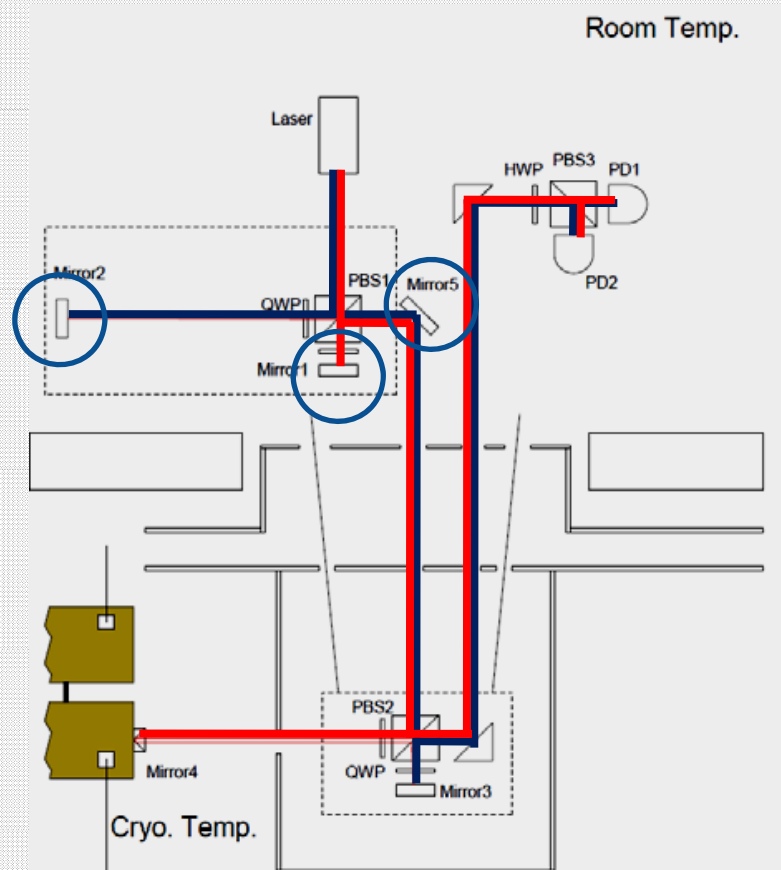 Room Temp.
Laser
HWP
PBS3
PD1
PD2
Mirror2
PBS1
Mirror5
QWP
Mirror1
PBS2
QWP
Mirror3
Mirror4
Cryo. Temp.